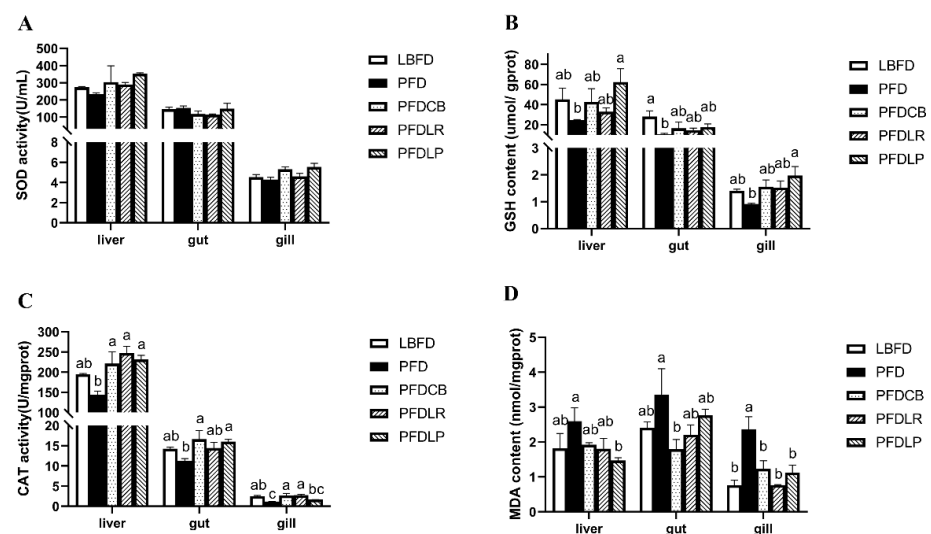 A
SOD activity(U/mL)
500
400
300
200
100
8
6
4
2
0
liver gut gill
LBFD
PFD
PFDCB
PFDLR
PFDLP
B
GSH content (umol/ gprot)
60
40
20
3
2
1
0
ab b ab ab a
a b ab ab ab
ab b ab ab a
liver gut gill
LBFD
PFD
PFDCB
PFDLR
PFDLP
C
CAT activity(U/mgprot)
300
250
200
150
100
50
20
15
10
5
0
ab b a a a
ab b a ab a
ab c a a bc
liver gut gill
LBFD
PFD
PFDCB
PFDLR
PFDLP
D
MDA content (nmol/mgprot)
5
4
3
2
1
0
ab a ab ab b
ab a b ab ab
b a b b b
liver gut gill
LBFD
PFD
PFDCB
PFDLR
PFDLP